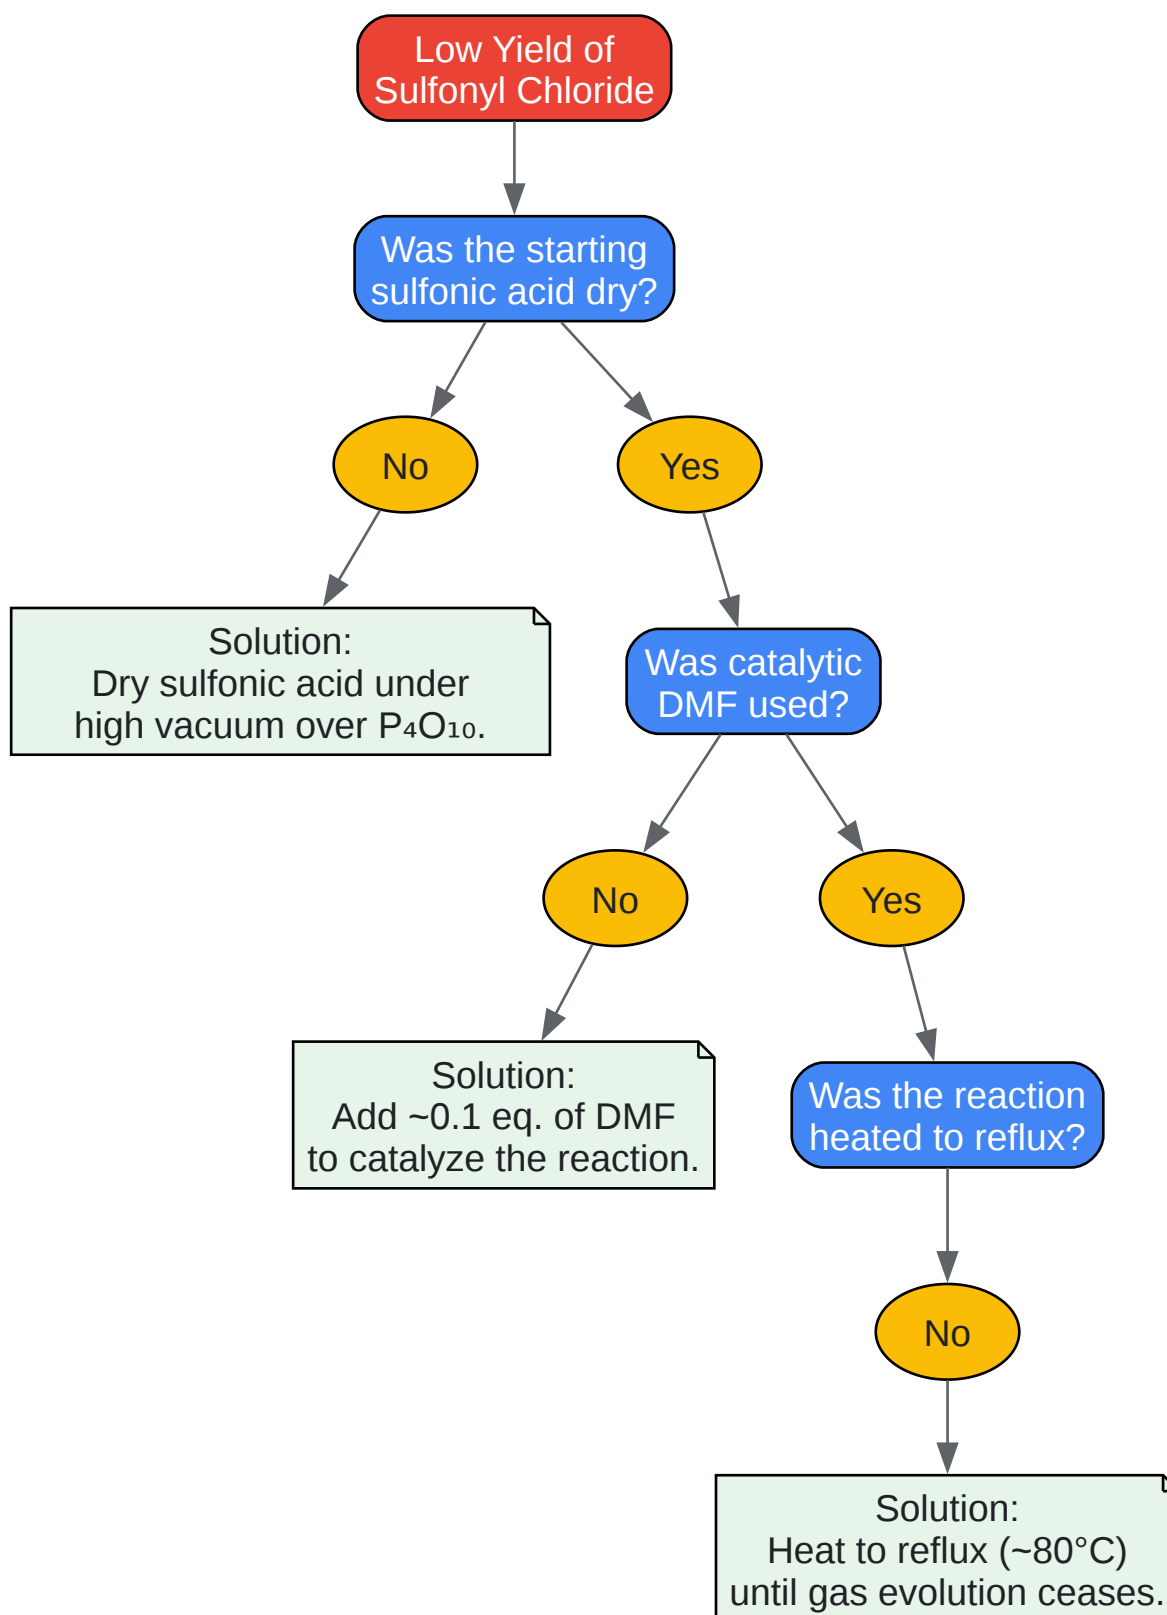 Low Yield of
Sulfonyl Chloride
Was the starting
sulfonic acid dry?
No
Yes
Solution:
Dry sulfonic acid under
high vacuum over P₄O₁₀.
Was catalytic
DMF used?
No
Yes
Solution:
Add ~0.1 eq. of DMF
to catalyze the reaction.
Was the reaction
heated to reflux?
No
Solution:
Heat to reflux (~80°C)
until gas evolution ceases.